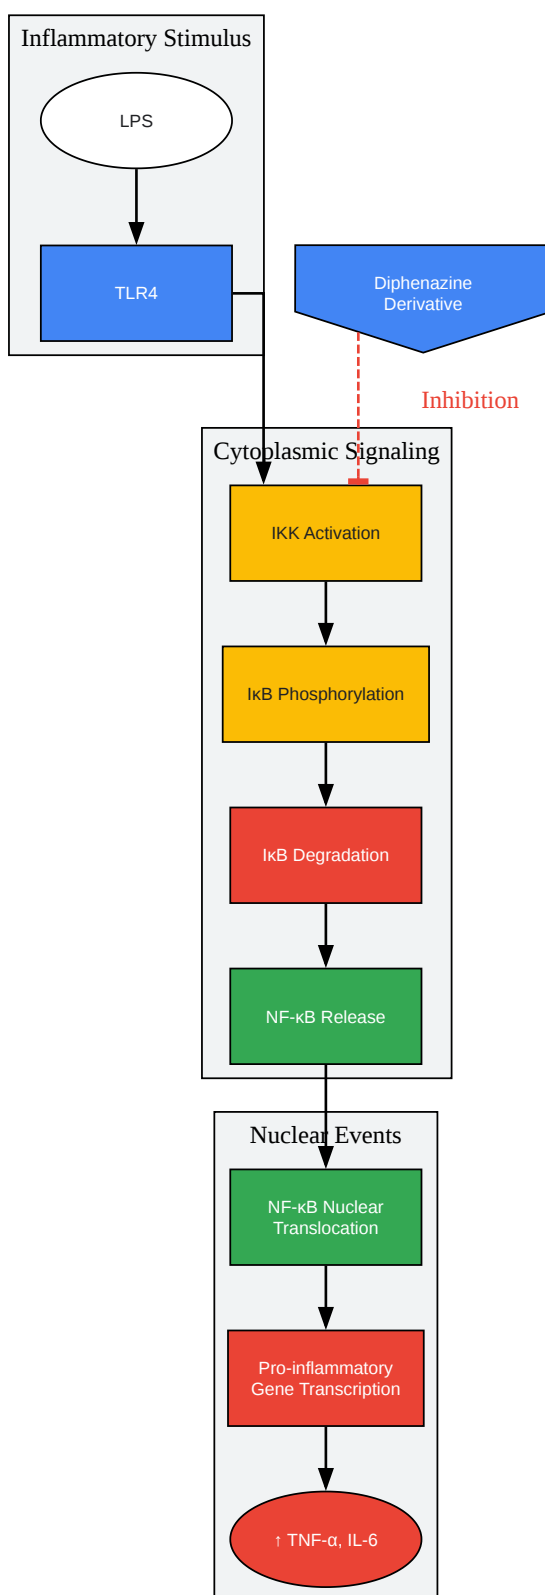 Inflammatory Stimulus
LPS
TLR4
Diphenazine
Derivative
Inhibition
Cytoplasmic Signaling
IKK Activation
IκB Phosphorylation
IκB Degradation
NF-κB Release
Nuclear Events
NF-κB Nuclear
Translocation
Pro-inflammatory
Gene Transcription
↑ TNF-α, IL-6